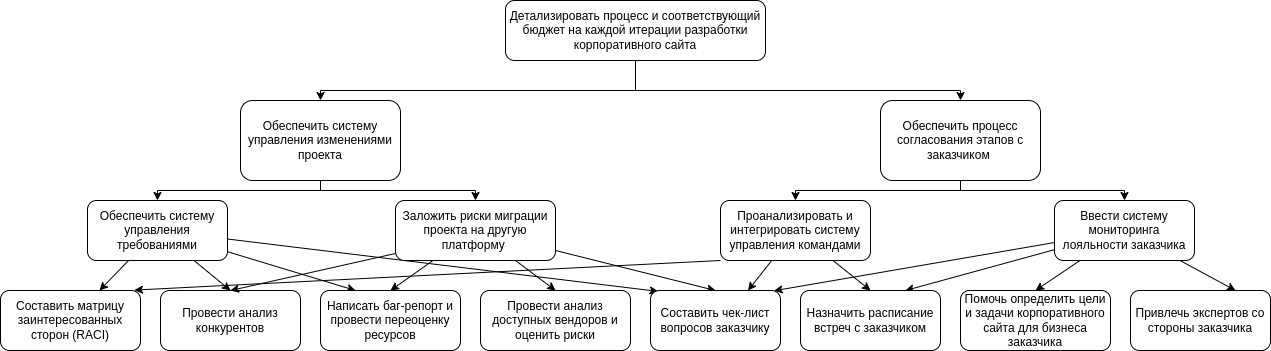 Детализировать процесс и соответствующий
бюджет на каждой итерации разработки
корпоративного сайта
Обеспечить систему
управления изменениями
проекта
Обеспечить процесс
согласования этапов с
заказчиком
Обеспечить систему
управления
требованиями
Заложить риски миграции
проекта на другую
платформу
Проанализировать и
интегрировать систему
управления командами
Ввести систему
мониторинга
лояльности заказчика
Составить матрицу
заинтересованных
сторон (RACI)
Провести анализ
конкурентов
Написать баг-репорт и
провести переоценку
ресурсов
Провести анализ
доступных вендоров и
оценить риски
Составить чек-лист
вопросов заказчику
Назначить расписание
встреч с заказчиком
Помочь определить цели
и задачи корпоративного
сайта для бизнеса
заказчика
Привлечь экспертов со
стороны заказчика